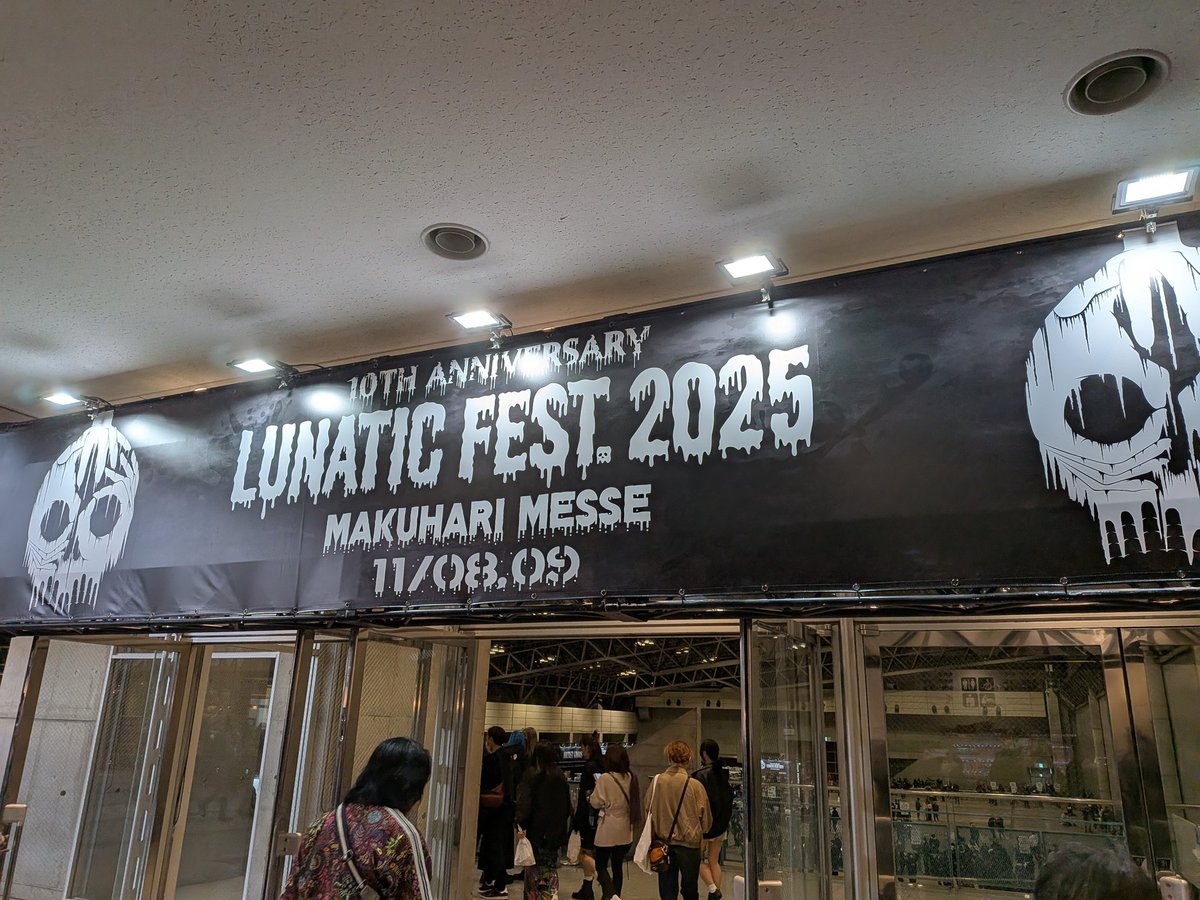 10TH ANNIVERSARY
LUNATIC FEST. 2025
MAKUHARI MESSE
11/08.09